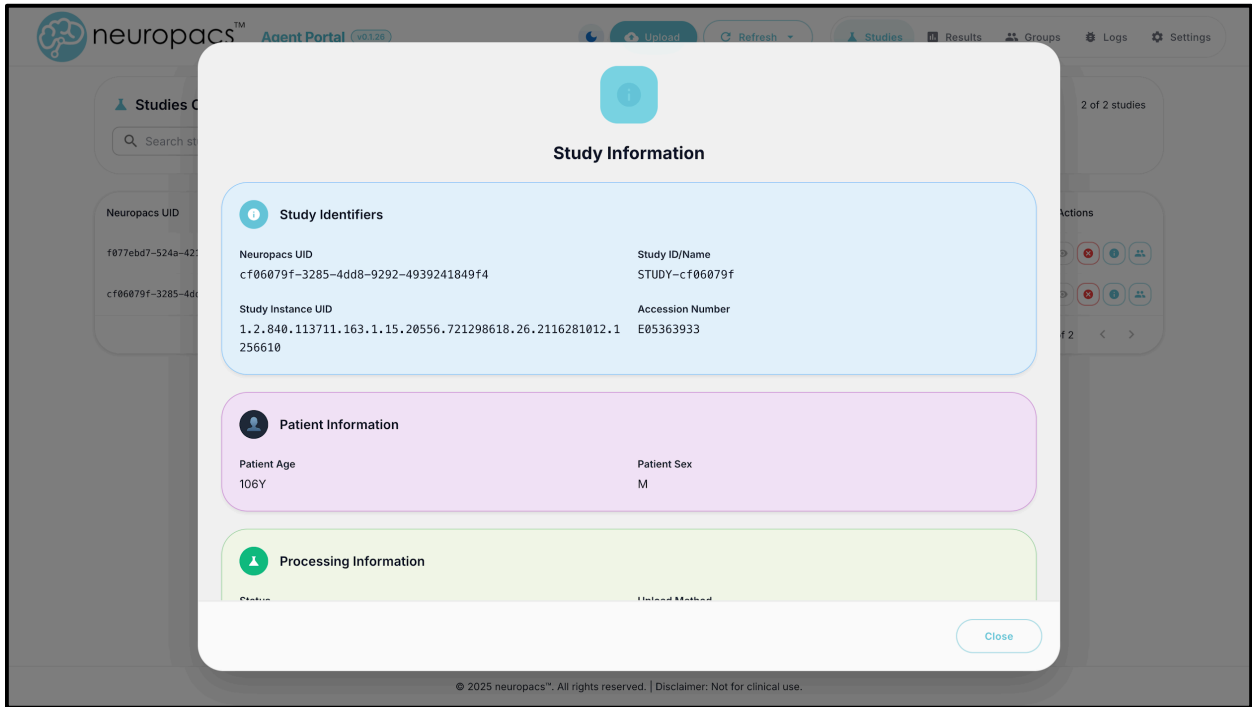 neuropacs™ Agent Portal v0.1.26 Upload Refresh Studies Results Groups Logs Settings
Studies 2 of 2 studies
Search
Neuropacs UID Actions
f077ebd7-524a-42
cf06079f-3285-4d
2
Study Information
Study Identifiers
Neuropacs UID Study ID/Name
cf06079f-3285-4dd8-9292-4939241849f4 STUDY-cf06079f
Study Instance UID Accession Number
1.2.840.113711.163.1.15.20556.721298618.26.2116281012.1 E05363933
256610
Patient Information
Patient Age Patient Sex
106Y M
Processing Information
Status Upload Method
Close
© 2025 neuropacs™. All rights reserved. | Disclaimer: Not for clinical use.